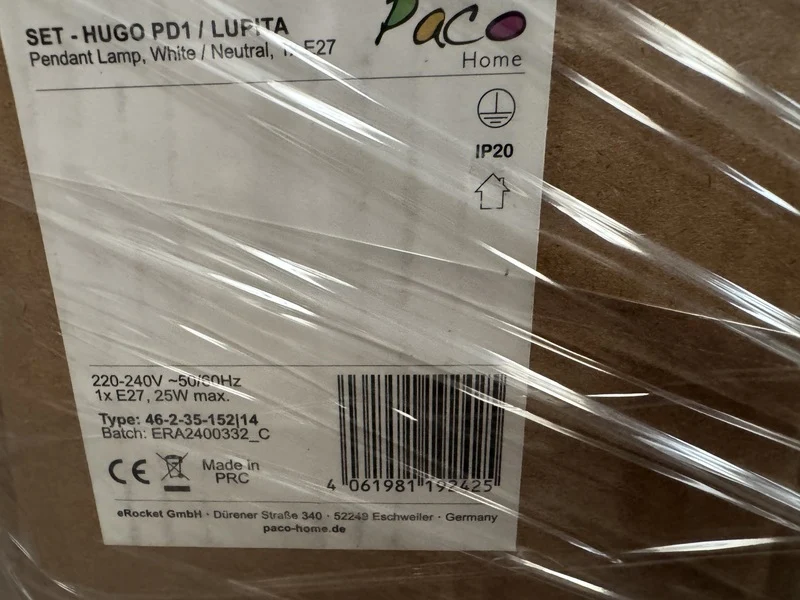 SET - HUGO PD1 / LUPITA
Pendant Lamp, White / Neutral, 1x E27
Paco
Home
IP20
220-240V ~50/60Hz
1x E27, 25W max.
Type: 46-2-35-152|14
Batch: ERA2400332_C
CE
Made in
PRC
4 061981 192425
eRocket GmbH · Dürener Straße 340 · 52249 Eschweiler · Germany
paco-home.de